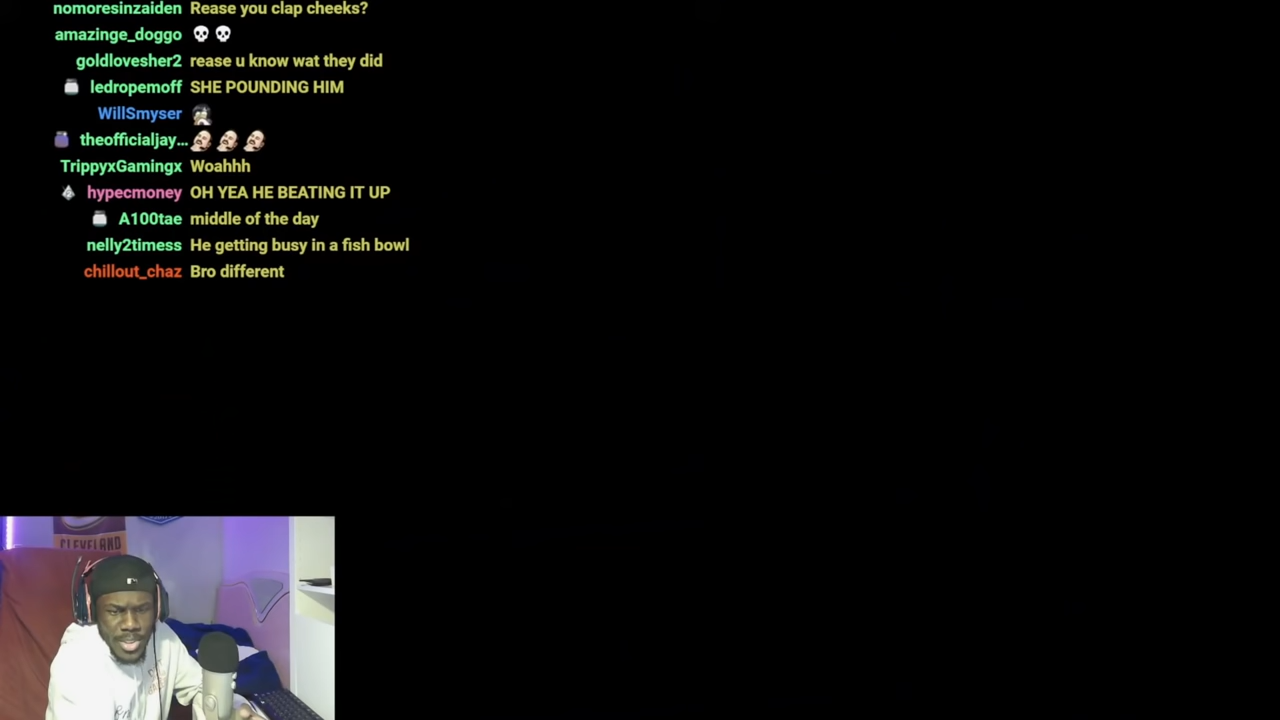 nomoresinzaiden Rease you clap cheeks?
amazinge_doggo 💀💀
goldlovesher2 rease u know wat they did
ledropemoff SHE POUNDING HIM
WillSmyser
theofficialjay...
TrippyxGamingx Woahhh
hypecmoney OH YEA HE BEATING IT UP
A100tae middle of the day
nelly2timess He getting busy in a fish bowl
chillout_chaz Bro different
CLEVELAND